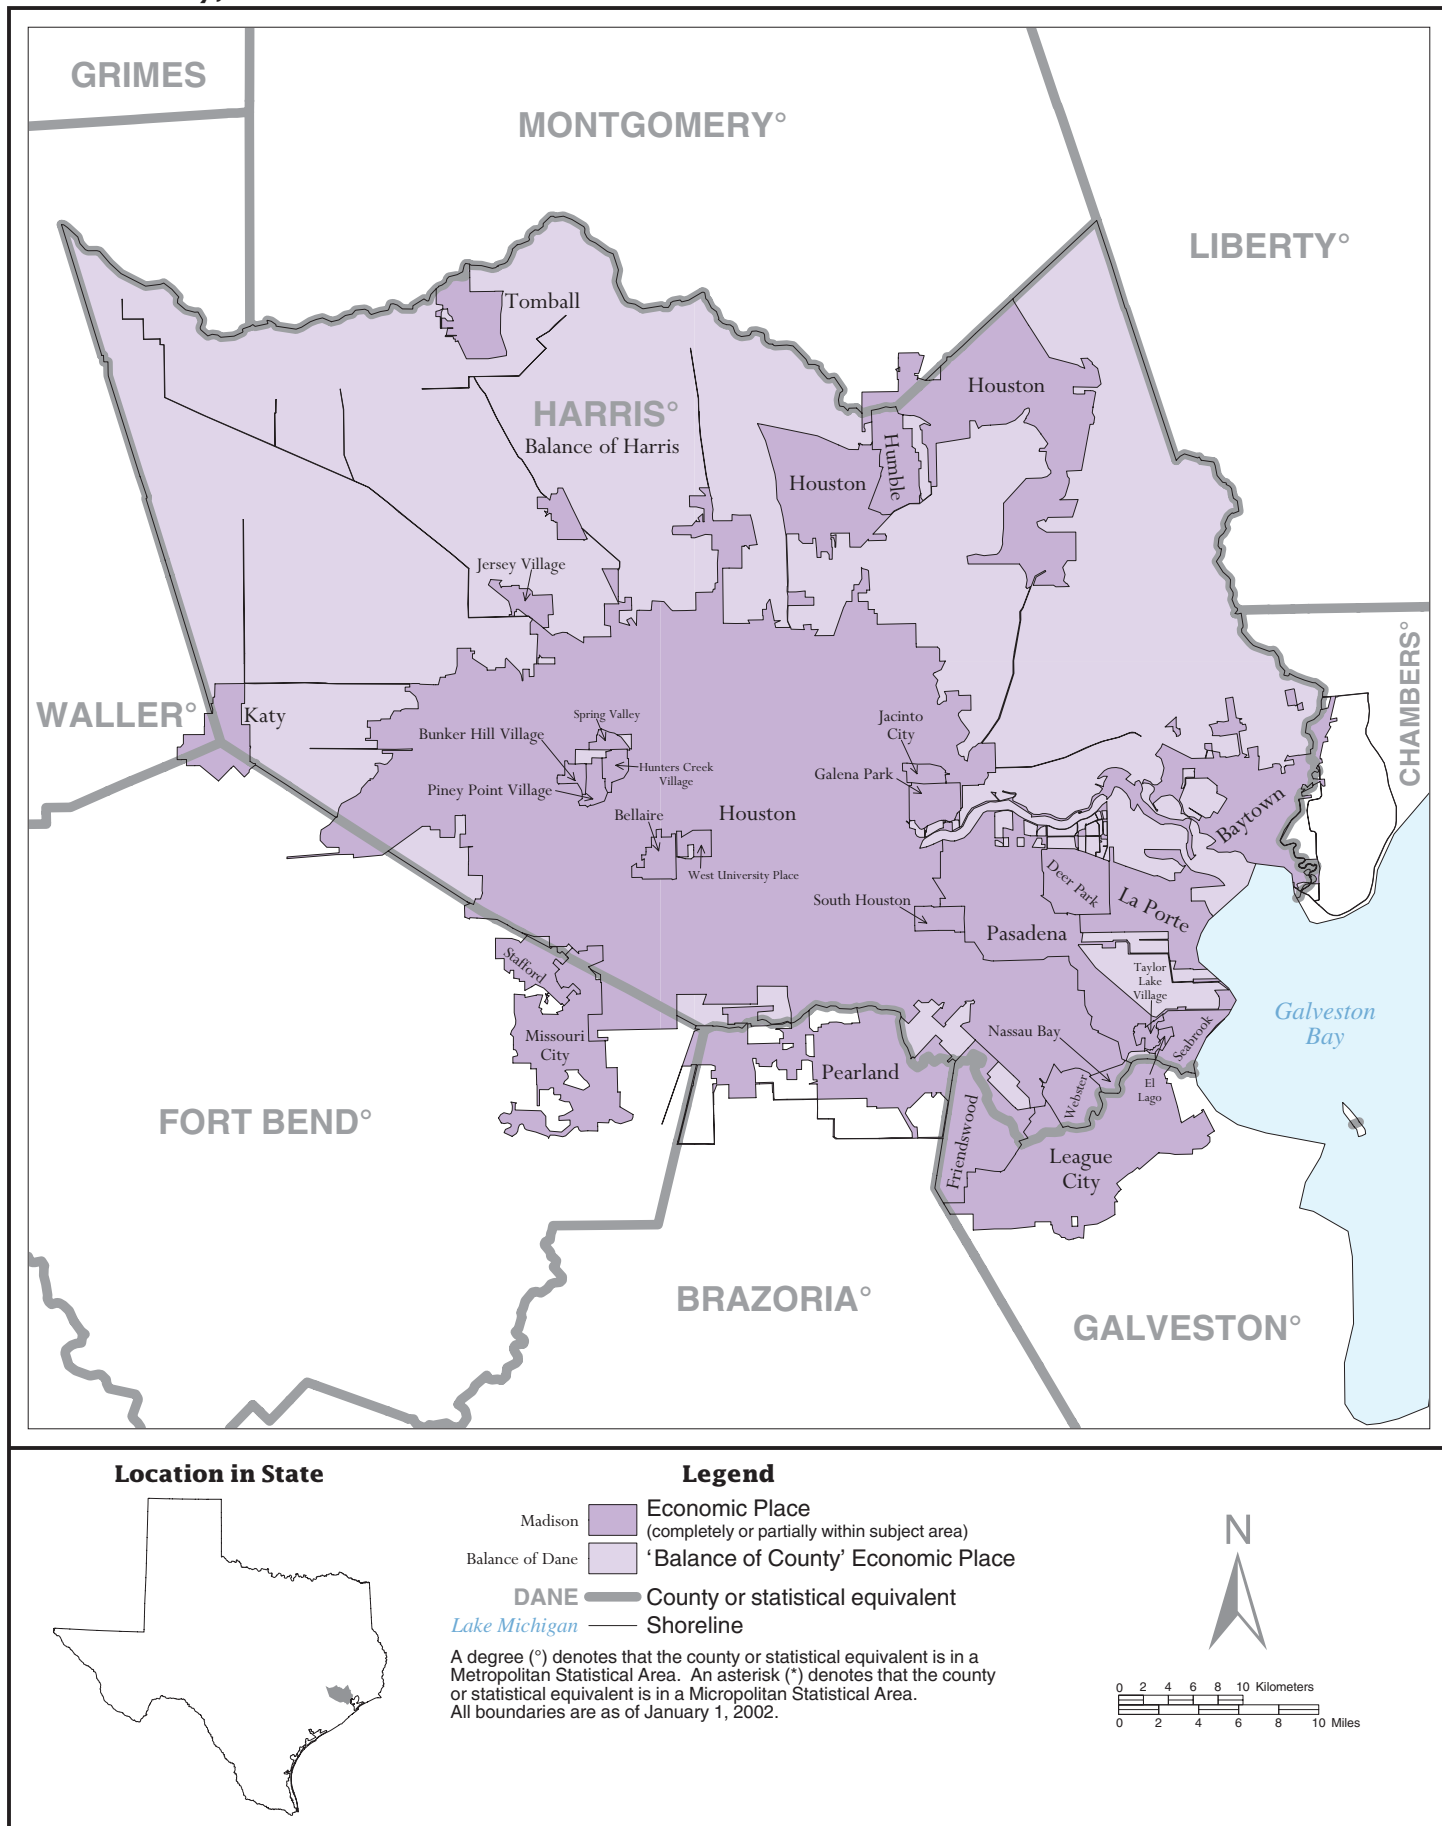 GRIMES
MONTGOMERY°
LIBERTY°
Tomball
Houston
HARRIS°
Balance of Harris
Humble
Houston
Jersey Village
CHAMBERS°
WALLER°
Katy
Spring Valley
Jacinto
City
Bunker Hill Village
Hunters Creek
Village
Galena Park
Piney Point Village
Bellaire
Houston
Baytown
West University Place
Deer Park
South Houston
La Porte
Pasadena
Stafford
Taylor
Lake
Village
Galveston
Bay
Missouri
City
Nassau Bay
Seabrook
Pearland
Webster
El
Lago
FORT BEND°
Friendswood
League
City
BRAZORIA°
GALVESTON°
Location in State
Legend
Madison
Economic Place
(completely or partially within subject area)
Balance of Dane
‘Balance of County’ Economic Place
DANE
County or statistical equivalent
Lake Michigan
Shoreline
A degree (°) denotes that the county or statistical equivalent is in a
Metropolitan Statistical Area. An asterisk (*) denotes that the county
or statistical equivalent is in a Micropolitan Statistical Area.
All boundaries are as of January 1, 2002.
N
0 2 4 6 8 10 Kilometers
0 2 4 6 8 10 Miles